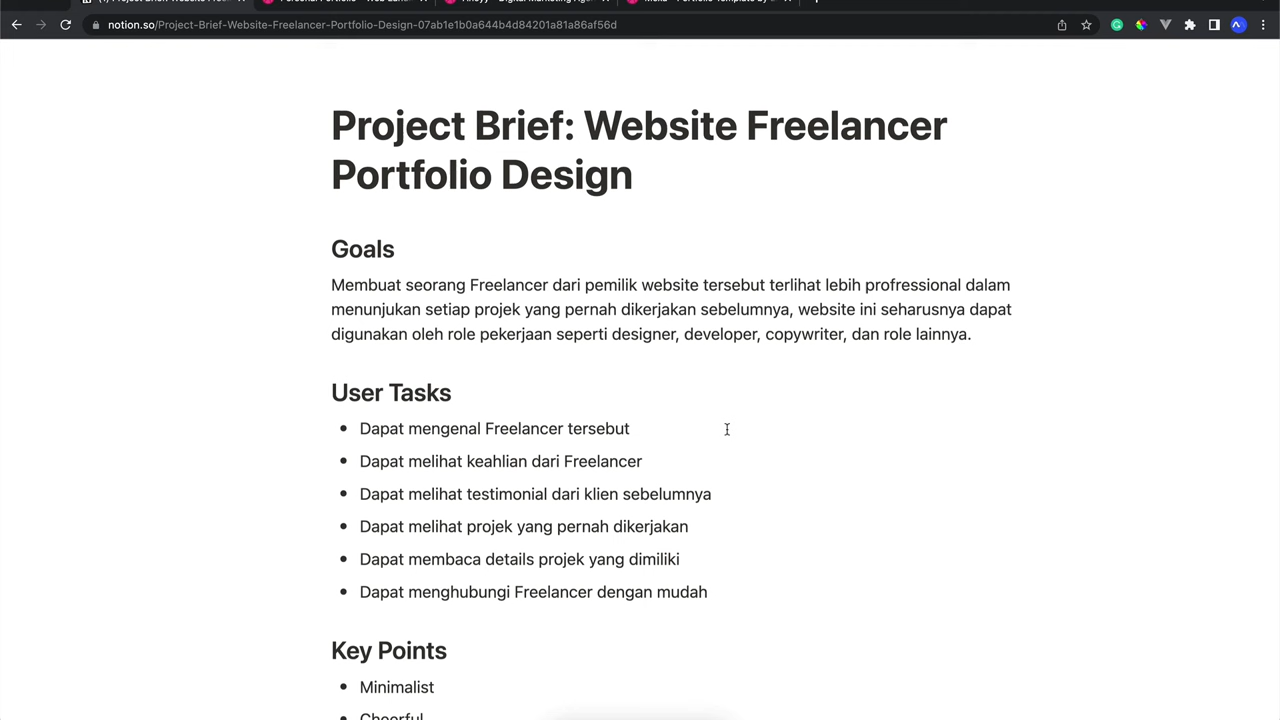 notion.so/Project-Brief-Website-Freelancer-Portfolio-Design-07ab1e1b0a644b4d84201a81a86af56d
Project Brief: Website Freelancer
Portfolio Design
Goals
Membuat seorang Freelancer dari pemilik website tersebut terlihat lebih profressional dalam
menunjukan setiap projek yang pernah dikerjakan sebelumnya, website ini seharusnya dapat
digunakan oleh role pekerjaan seperti designer, developer, copywriter, dan role lainnya.
User Tasks
• Dapat mengenal Freelancer tersebut
• Dapat melihat keahlian dari Freelancer
• Dapat melihat testimonial dari klien sebelumnya
• Dapat melihat projek yang pernah dikerjakan
• Dapat membaca details projek yang dimiliki
• Dapat menghubungi Freelancer dengan mudah
Key Points
• Minimalist
• Cheerful